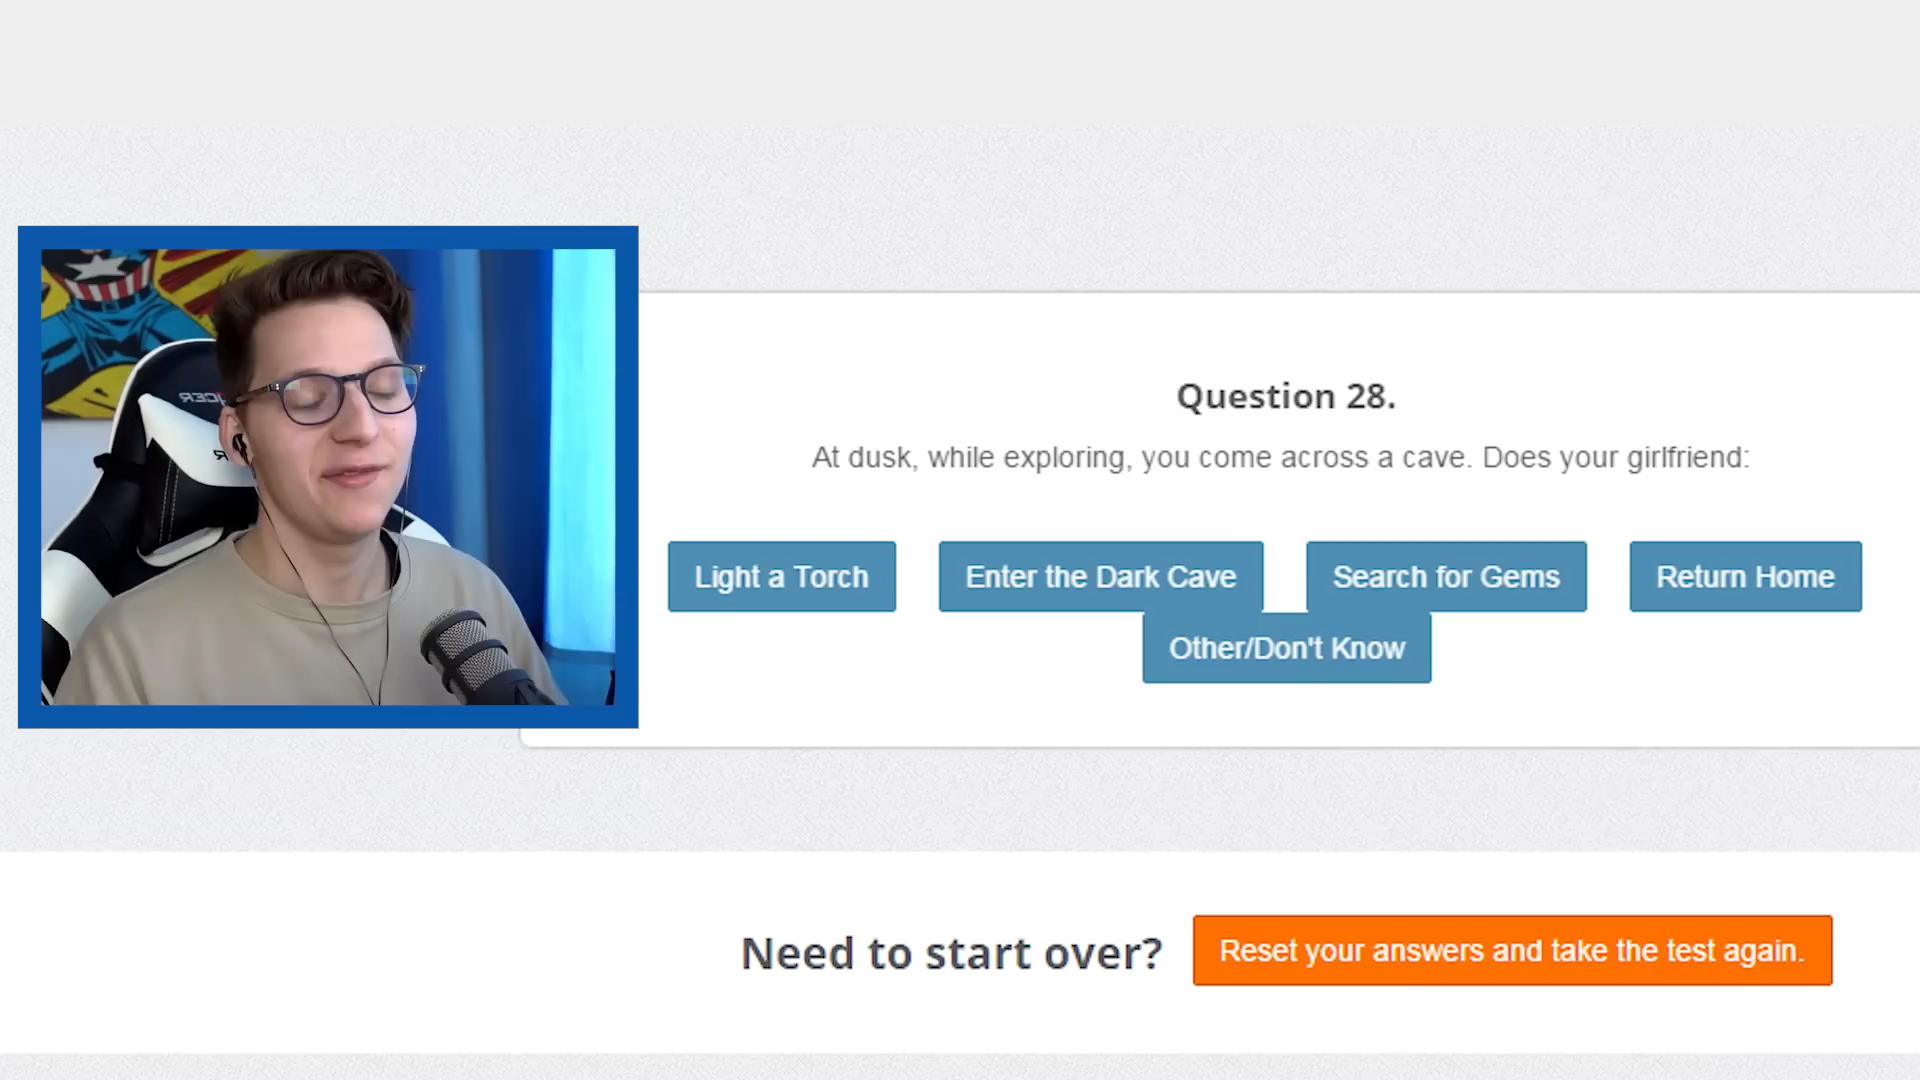 Question 28.
At dusk, while exploring, you come across a cave. Does your girlfriend:
Light a Torch
Enter the Dark Cave
Search for Gems
Return Home
Other/Don't Know
Need to start over?
Reset your answers and take the test again.